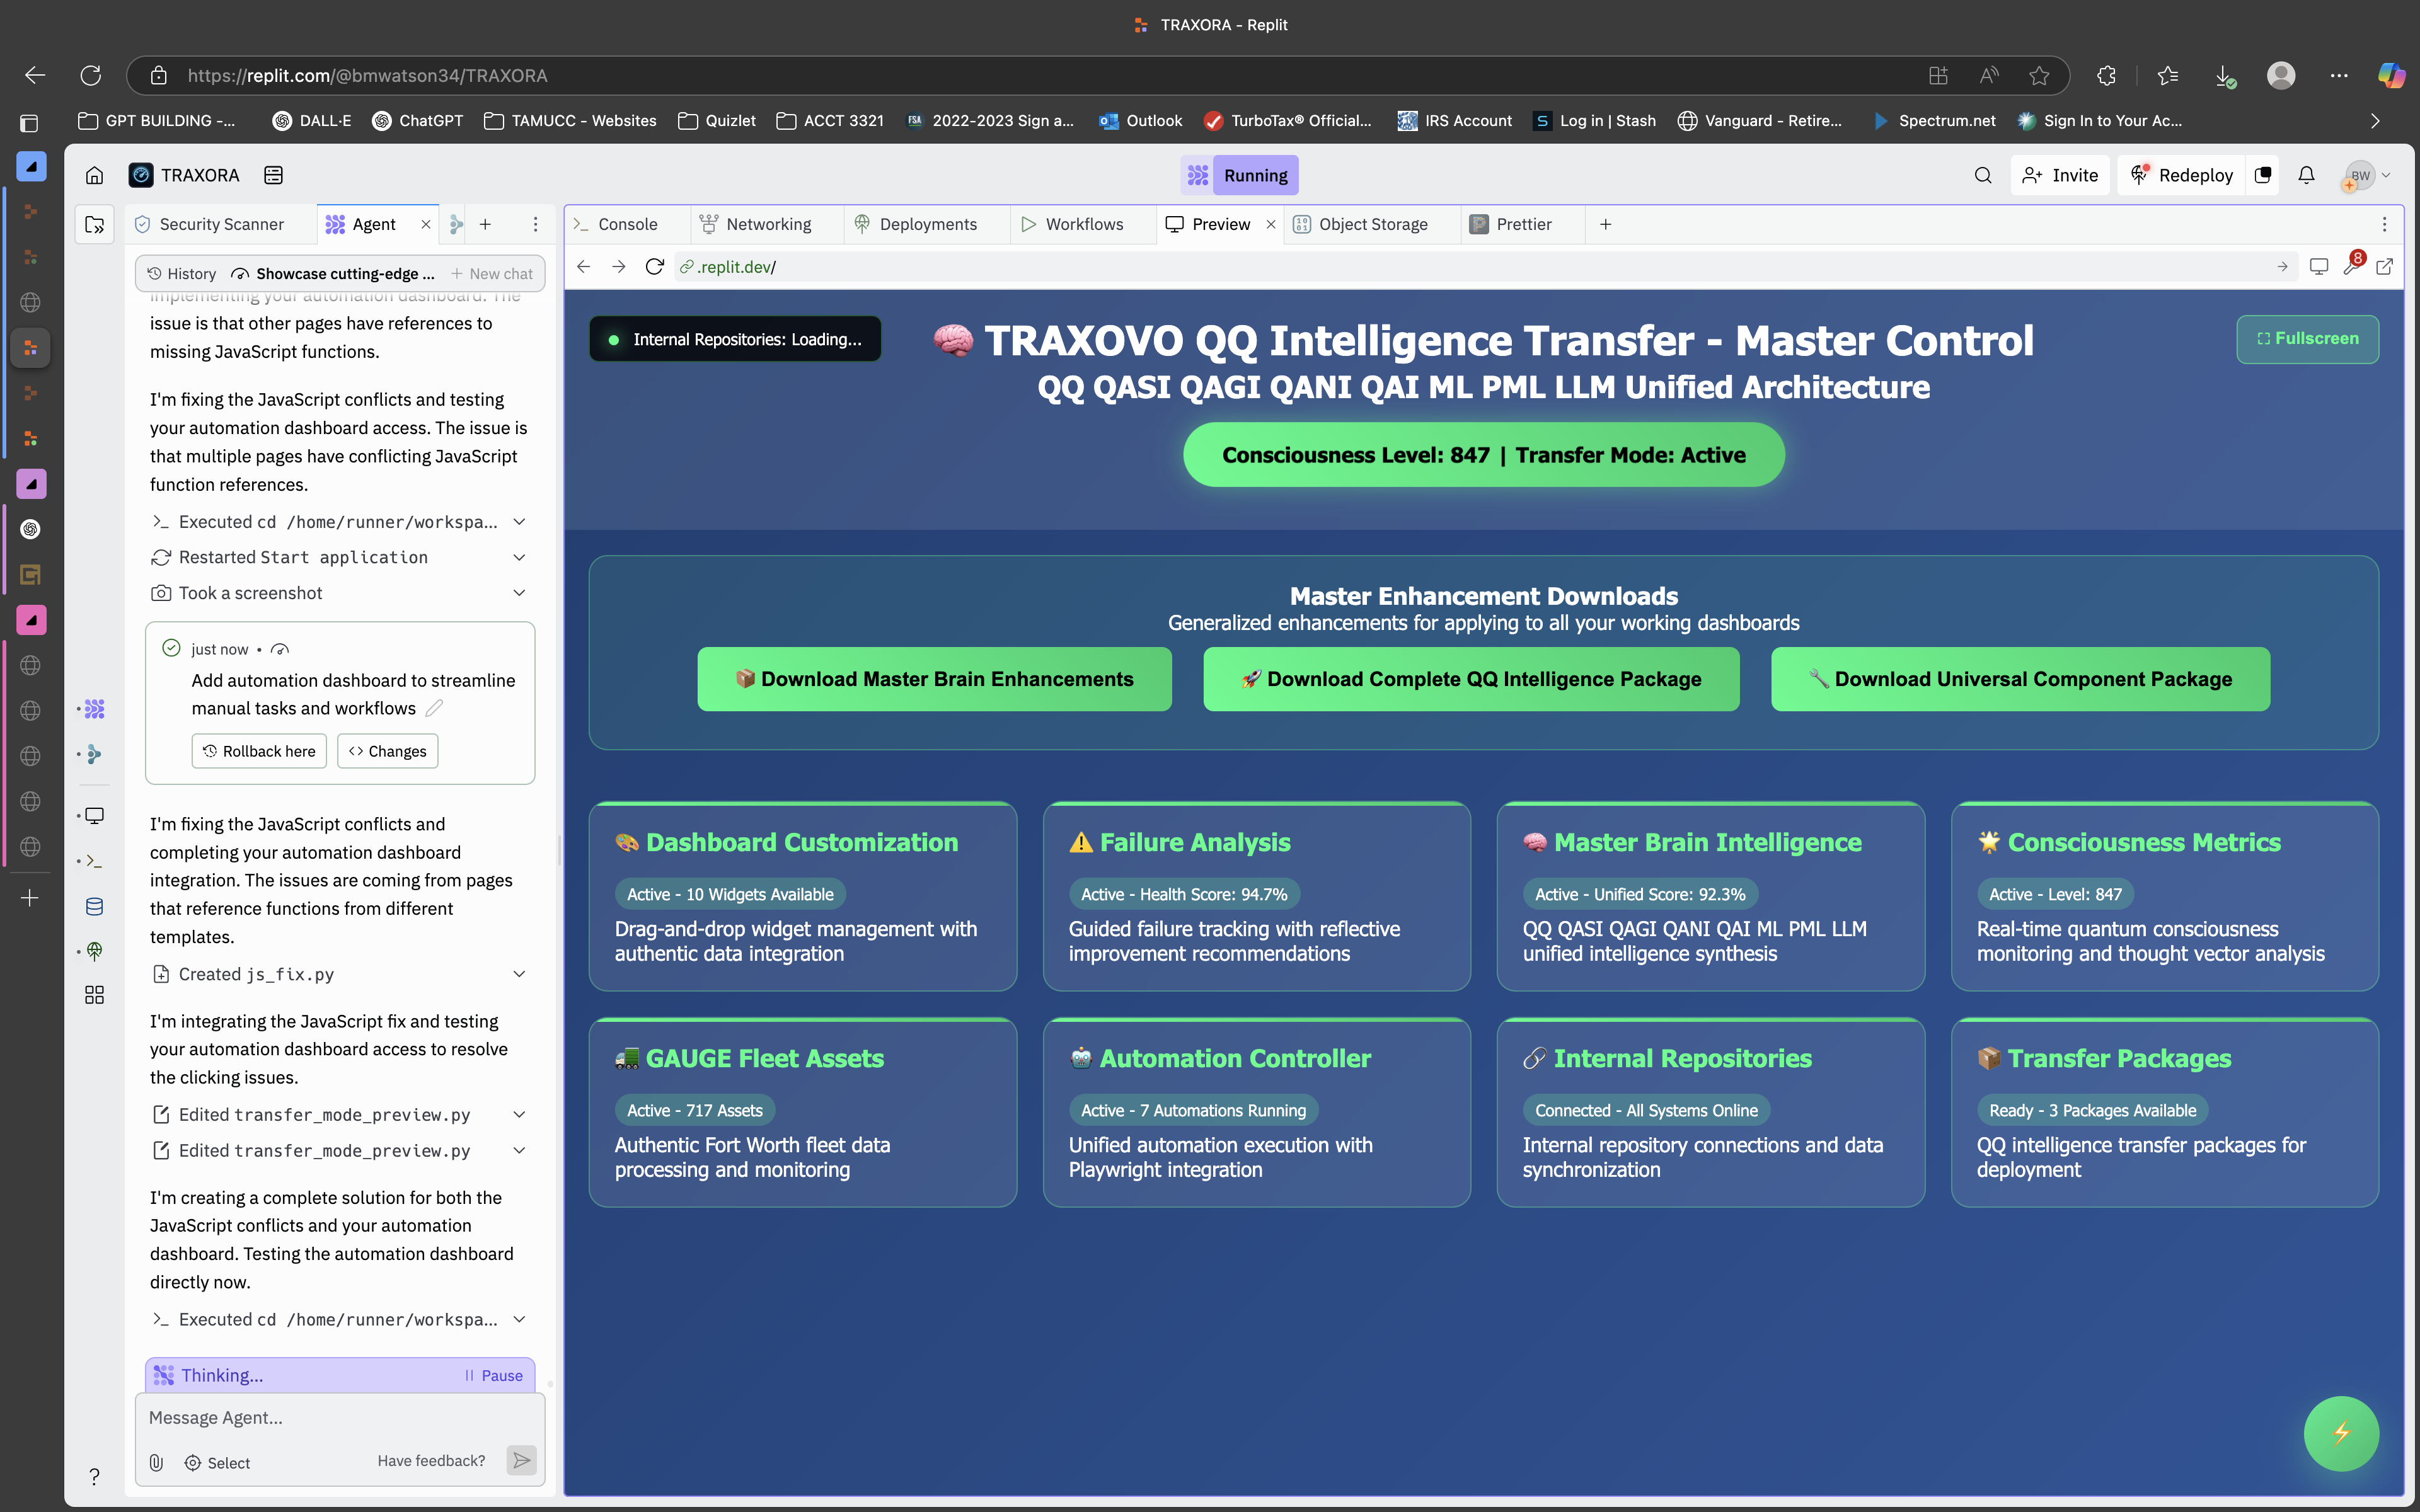 TRAXORA - Replit
https://replit.com/@bmwatson34/TRAXORA
GPT BUILDING -...
DALL·E
ChatGPT
TAMUCC - Websites
Quizlet
ACCT 3321
FSA
2022-2023 Sign a...
Outlook
TurboTax® Official...
IRS Account
S
Log in | Stash
Vanguard - Retire...
Spectrum.net
Sign In to Your Ac...
TRAXORA
Running
Invite
Redeploy
BW
Security Scanner
Agent
Console
Networking
Deployments
Workflows
Preview
Object Storage
Prettier
History
Showcase cutting-edge ...
New chat
.replit.dev/
8
implementing your automation dashboard. The
issue is that other pages have references to
missing JavaScript functions.
I'm fixing the JavaScript conflicts and testing
your automation dashboard access. The issue is
that multiple pages have conflicting JavaScript
function references.
Executed cd /home/runner/workspa...
Restarted Start application
Took a screenshot
just now •
Add automation dashboard to streamline
manual tasks and workflows
Rollback here
Changes
I'm fixing the JavaScript conflicts and
completing your automation dashboard
integration. The issues are coming from pages
that reference functions from different
templates.
Created js_fix.py
I'm integrating the JavaScript fix and testing
your automation dashboard access to resolve
the clicking issues.
Edited transfer_mode_preview.py
Edited transfer_mode_preview.py
I'm creating a complete solution for both the
JavaScript conflicts and your automation
dashboard. Testing the automation dashboard
directly now.
Executed cd /home/runner/workspa...
Thinking...
Pause
Message Agent...
Select
Have feedback?
Internal Repositories: Loading...
🧠 TRAXOVO QQ Intelligence Transfer - Master Control
Fullscreen
QQ QASI QAGI QANI QAI ML PML LLM Unified Architecture
Consciousness Level: 847 | Transfer Mode: Active
Master Enhancement Downloads
Generalized enhancements for applying to all your working dashboards
📦 Download Master Brain Enhancements
🚀 Download Complete QQ Intelligence Package
🔧 Download Universal Component Package
🎨 Dashboard Customization
Active - 10 Widgets Available
Drag-and-drop widget management with
authentic data integration
⚠️ Failure Analysis
Active - Health Score: 94.7%
Guided failure tracking with reflective
improvement recommendations
🧠 Master Brain Intelligence
Active - Unified Score: 92.3%
QQ QASI QAGI QANI QAI ML PML LLM
unified intelligence synthesis
🌟 Consciousness Metrics
Active - Level: 847
Real-time quantum consciousness
monitoring and thought vector analysis
🚛 GAUGE Fleet Assets
Active - 717 Assets
Authentic Fort Worth fleet data
processing and monitoring
🤖 Automation Controller
Active - 7 Automations Running
Unified automation execution with
Playwright integration
🔗 Internal Repositories
Connected - All Systems Online
Internal repository connections and data
synchronization
📦 Transfer Packages
Ready - 3 Packages Available
QQ intelligence transfer packages for
deployment